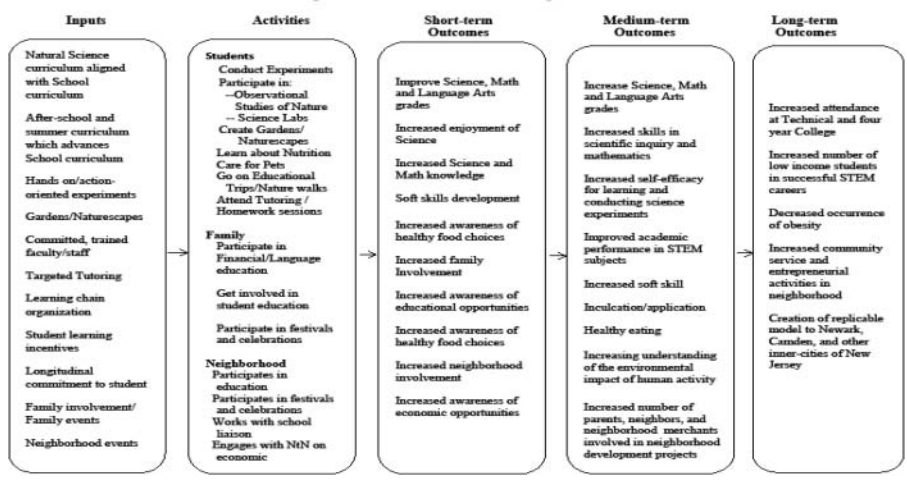 Inputs
Natural Science
curriculum aligned
with School
curriculum
After-school and
summer curriculum
which advances
School curriculum
Hands on/action-
oriented experiments
Gardens/Naturescapes
Committed, trained
faculty/staff
Targeted Tutoring
Learning chain
organization
Student learning
incentives
Longitudinal
commitment to student
Family involvement/
Family events
Neighborhood events
Activities
Students
Conduct Experiments
Participate in:
--Observational
Studies of Nature
-- Science Labs
Create Gardens/
Naturescapes
Learn about Nutrition
Care for Pets
Go on Educational
Trips/Nature walks
Attend Tutoring /
Homework sessions
Family
Participate in
Financial/Language
education
Get involved in
student education
Participate in festivals
and celebrations
Neighborhood
Participates in
education
Participates in festivals
and celebrations
Works with school
liaison
Engages with NtN on
economic
Short-term
Outcomes
Improve Science, Math
and Language Arts
grades
Increased enjoyment of
Science
Increased Science and
Math knowledge
Soft skills development
Increased awareness of
healthy food choices
Increased family
Involvement
Increased awareness of
educational opportunities
Increased awareness of
healthy food choices
Increased neighborhood
involvement
Increased awareness of
economic opportunities
Medium-term
Outcomes
Increase Science, Math
and Language Arts
grades
Increased skills in
scientific inquiry and
mathematics
Increased self-efficacy
for learning and
conducting science
experiments
Improved academic
performance in STEM
subjects
Increased soft skill
Inculcation/application
Healthy eating
Increasing understanding
of the environmental
impact of human activity
Increased number of
parents, neighbors, and
neighborhood merchants
involved in neighborhood
development projects
Long-term
Outcomes
Increased attendance
at Technical and four
year College
Increased number of
low income students
in successful STEM
careers
Decreased occurrence
of obesity
Increased community
service and
entrepreneurial
activities in
neighborhood
Creation of replicable
model to Newark,
Camden, and other
inner-cities of New
Jersey